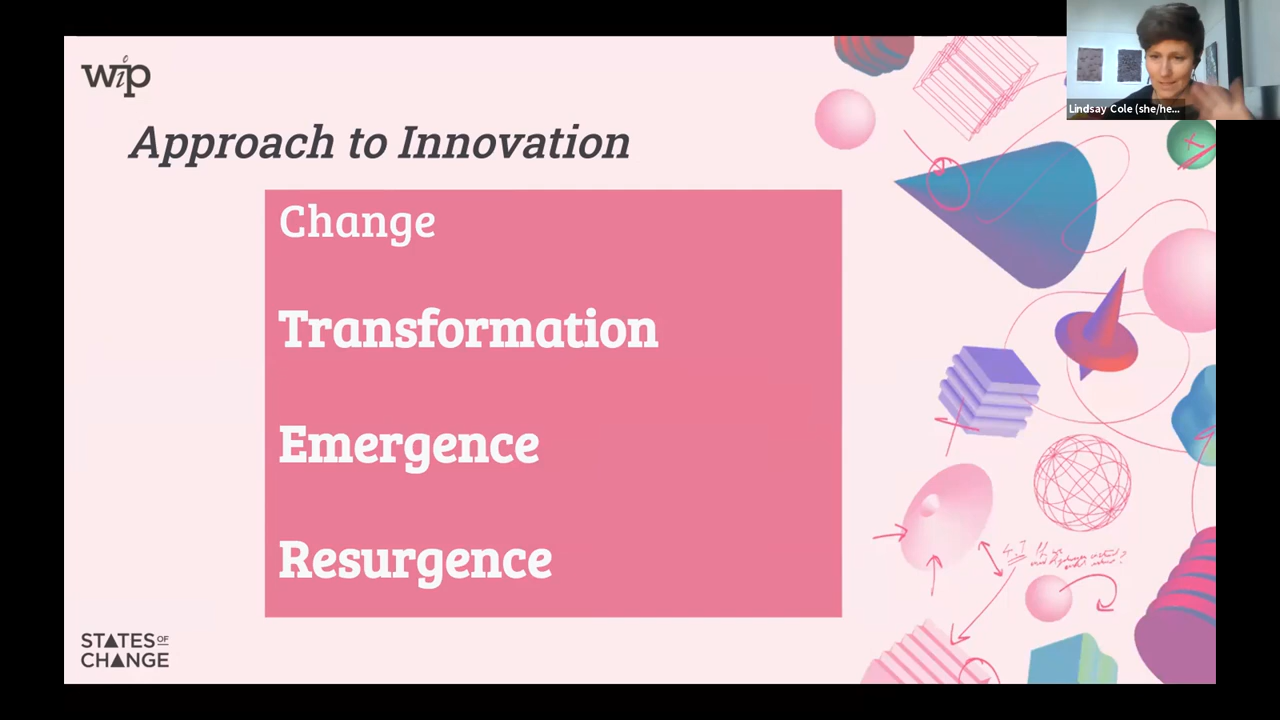 wip
Approach to Innovation
Change
Transformation
Emergence
Resurgence
STATES OF
CHANGE
Lindsay Cole (she/he...